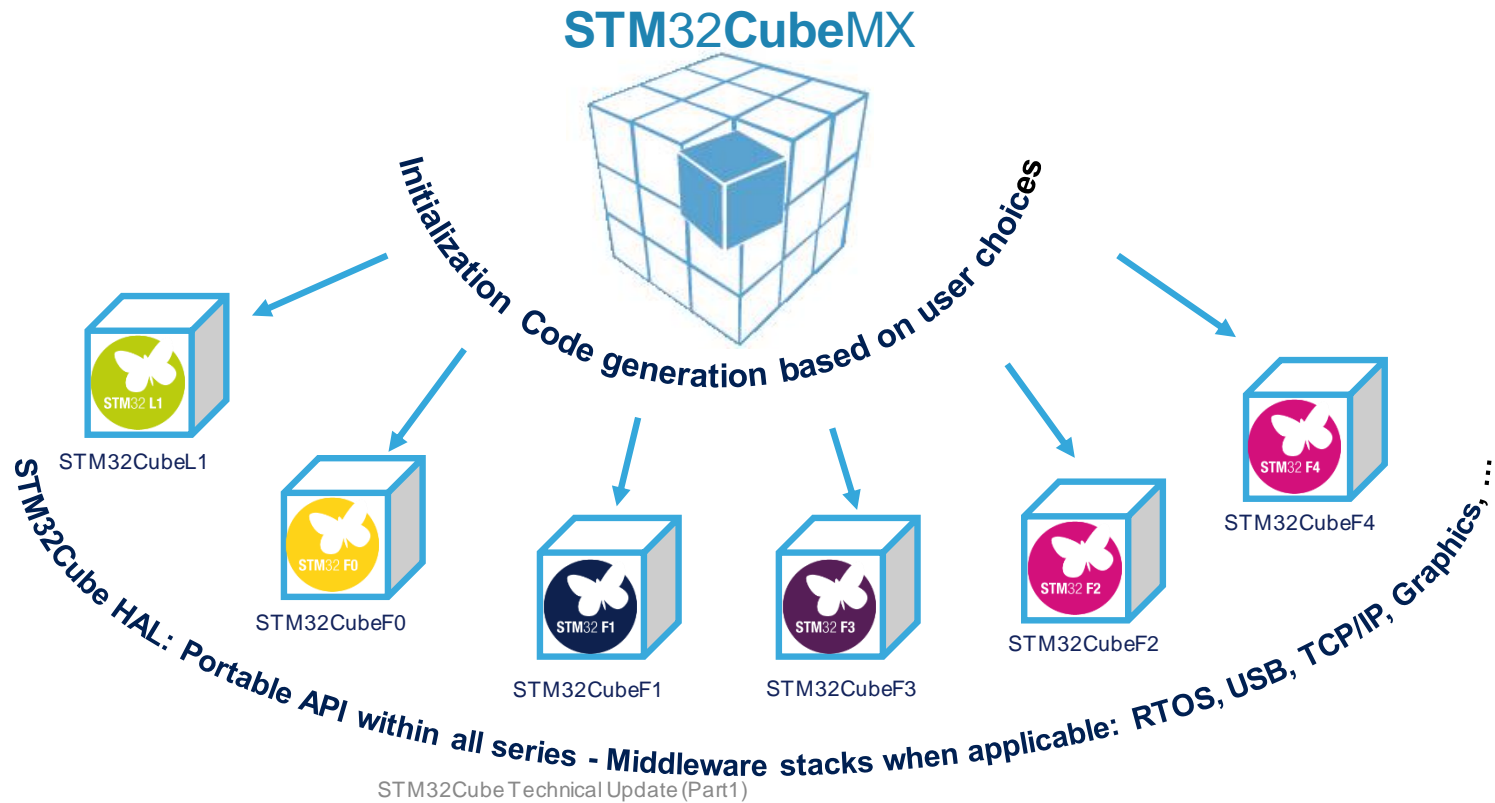 STM32CubeMX
Initialization Code generation based on user choices
STM32 L1
STM32CubeL1
STM32 F0
STM32CubeF0
STM32 F1
STM32CubeF1
STM32 F3
STM32CubeF3
STM32 F2
STM32CubeF2
STM32 F4
STM32CubeF4
STM32Cube HAL: Portable API within all series - Middleware stacks when applicable: RTOS, USB, TCP/IP, Graphics, ...
STM32Cube Technical Update (Part1)